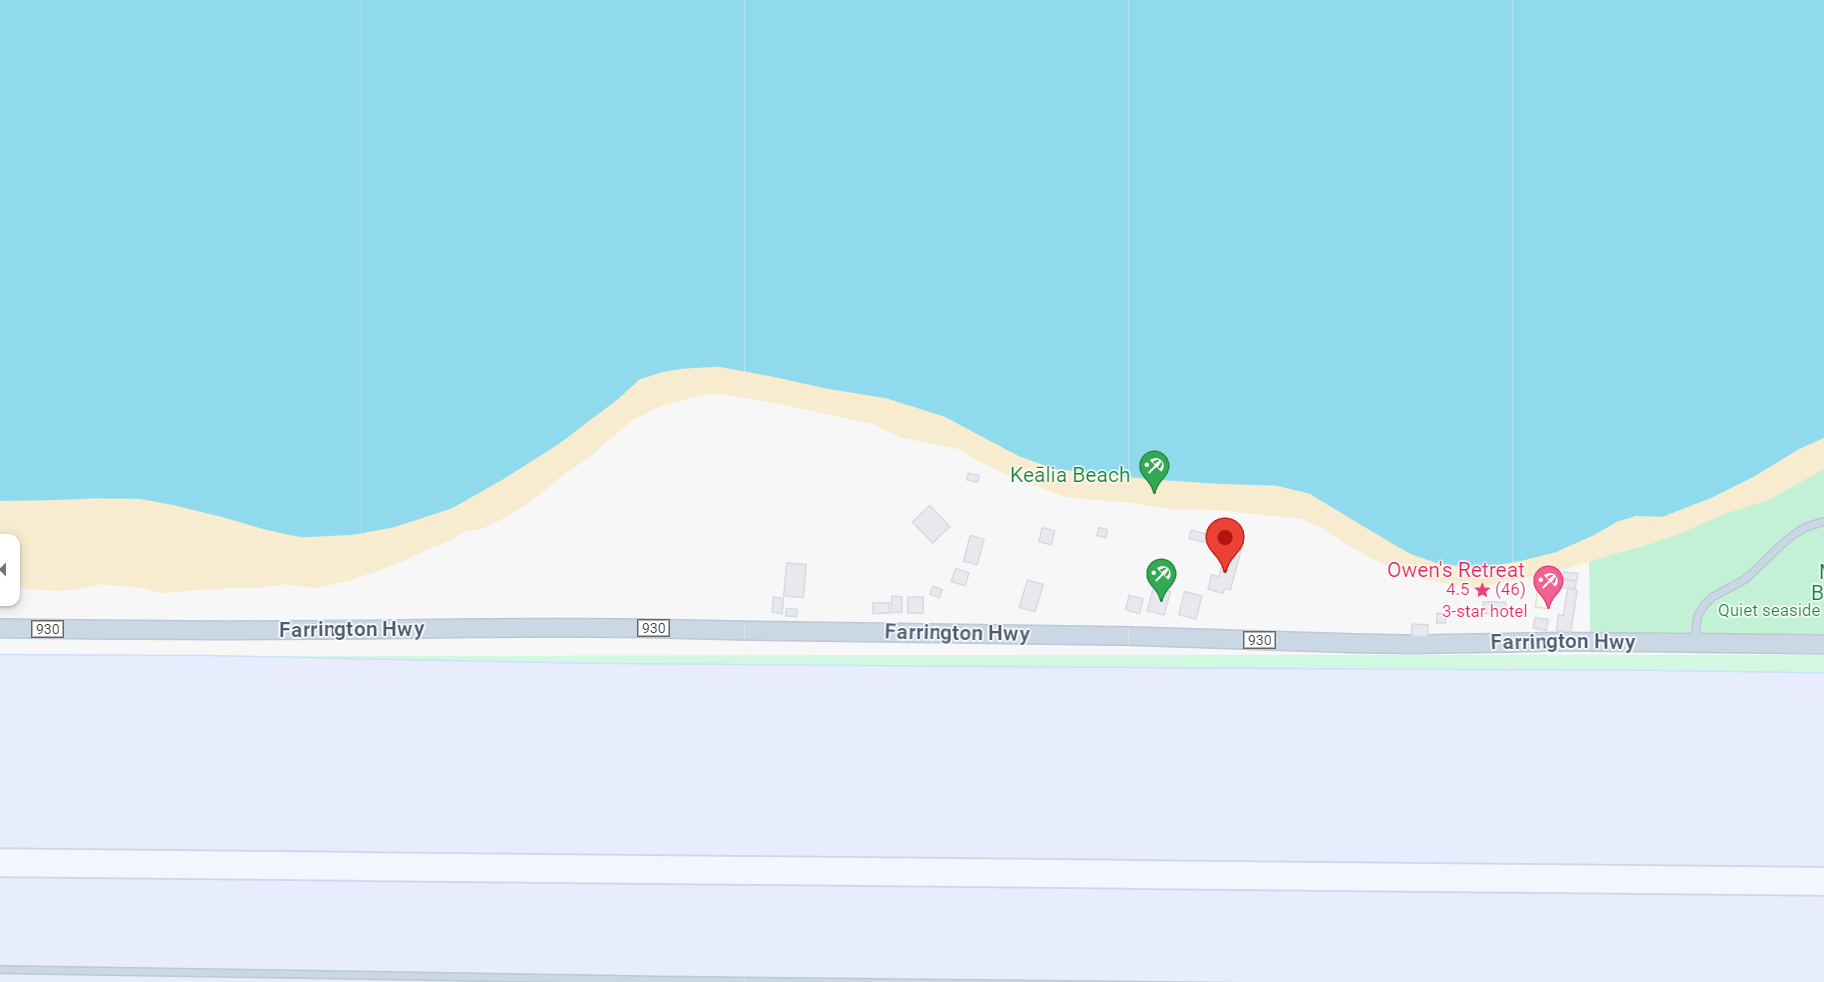 Keālia Beach
Owen's Retreat
4.5 ★ (46)
3-star hotel
Quiet seaside
930
Farrington Hwy
930
Farrington Hwy
930
Farrington Hwy